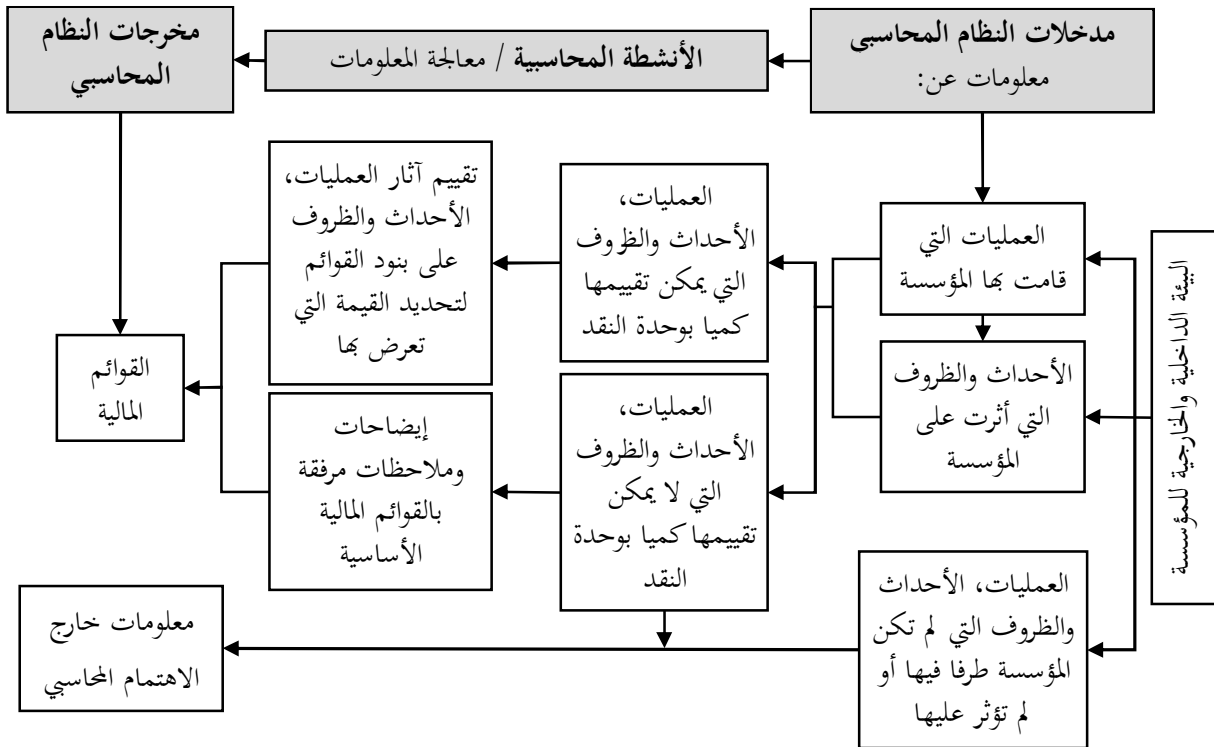 مدخلات النظام المحاسبي
معلومات عن:
الأنشطة المحاسبية / معالجة المعلومات
مخرجات النظام
المحاسبي
البيئة الداخلية والخارجية للمؤسسة
العمليات التي
قامت بها المؤسسة
الأحداث والظروف
التي أثرت على
المؤسسة
العمليات، الأحداث
والظروف التي لم تكن
المؤسسة طرفا فيها أو
لم تؤثر عليها
العمليات،
الأحداث والظروف
التي يمكن تقييمها
كميا بوحدة النقد
العمليات،
الأحداث والظروف
التي لا يمكن
تقييمها كميا بوحدة
النقد
تقييم آثار العمليات،
الأحداث والظروف
على بنود القوائم
لتحديد القيمة التي
تعرض بها
إيضاحات
وملاحظات مرفقة
بالقوائم المالية
الأساسية
القوائم
المالية
معلومات خارج
الاهتمام المحاسبي